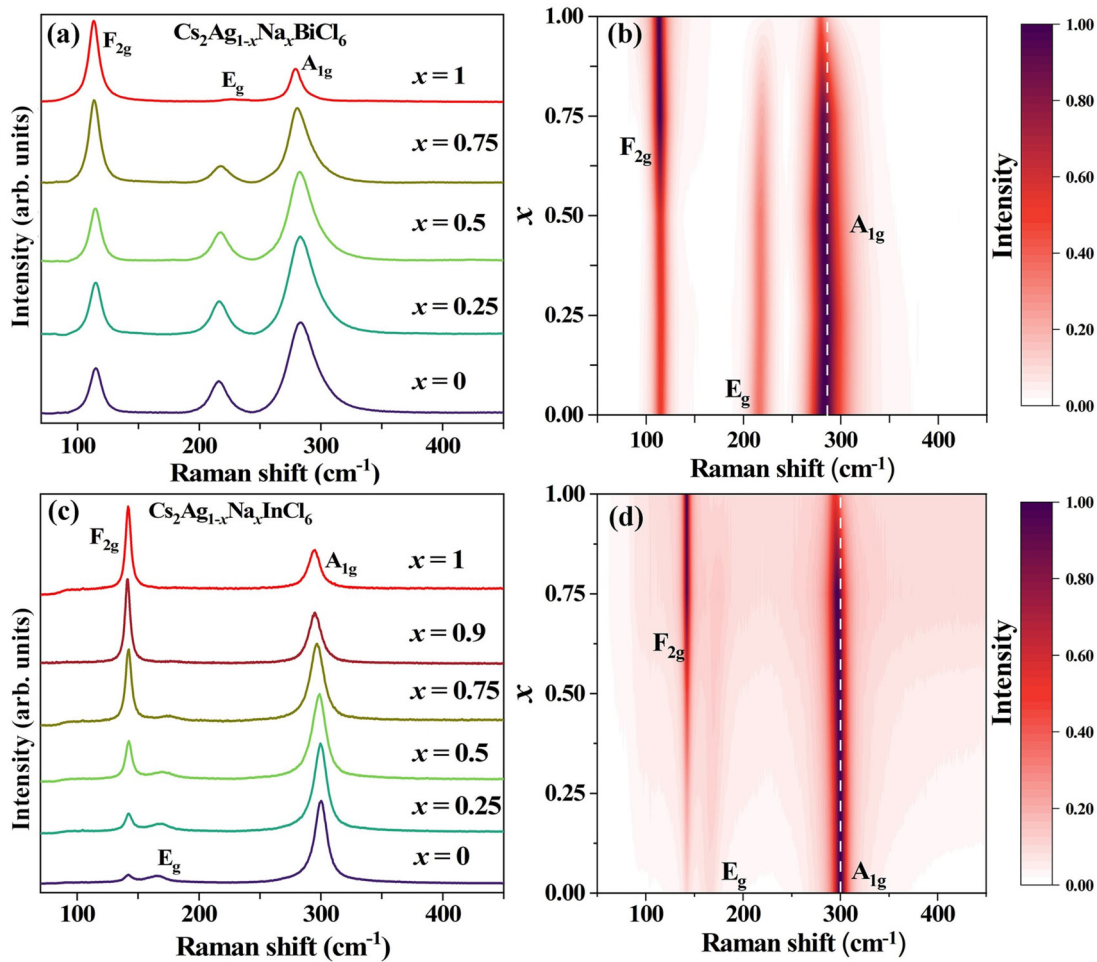 (a)
Cs₂Ag₁₋ₓNaₓBiCl₆
F₂g
E_g
A₁g
x = 1
x = 0.75
x = 0.5
x = 0.25
x = 0
Intensity (arb. units)
100 200 300 400
Raman shift (cm⁻¹)
(b)
1.00
0.75
0.50
0.25
0.00
x
F₂g
A₁g
E_g
100 200 300 400
Raman shift (cm⁻¹)
Intensity
1.00
0.80
0.60
0.40
0.20
0.00
(c)
Cs₂Ag₁₋ₓNaₓInCl₆
F₂g
A₁g
x = 1
x = 0.9
x = 0.75
x = 0.5
x = 0.25
x = 0
E_g
Intensity (arb. units)
100 200 300 400
Raman shift (cm⁻¹)
(d)
1.00
0.75
0.50
0.25
0.00
x
F₂g
E_g
A₁g
100 200 300 400
Raman shift (cm⁻¹)
Intensity
1.00
0.80
0.60
0.40
0.20
0.00